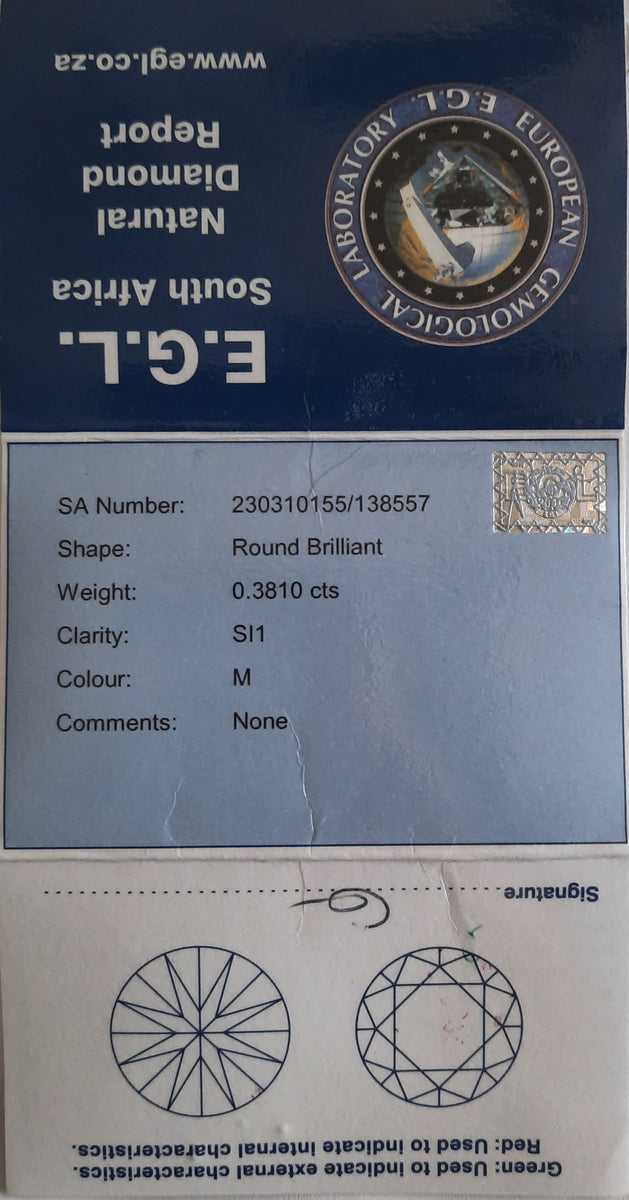 E.G.L.
South Africa
Natural
Diamond
Report
www.egl.co.za
EUROPEAN GEMOLOGICAL LABORATORY E.G.L.
SA Number: 230310155/138557
Shape: Round Brilliant
Weight: 0.3810 cts
Clarity: SI1
Colour: M
Comments: None
Green: Used to indicate external characteristics.
Red: Used to indicate internal characteristics.
Signature